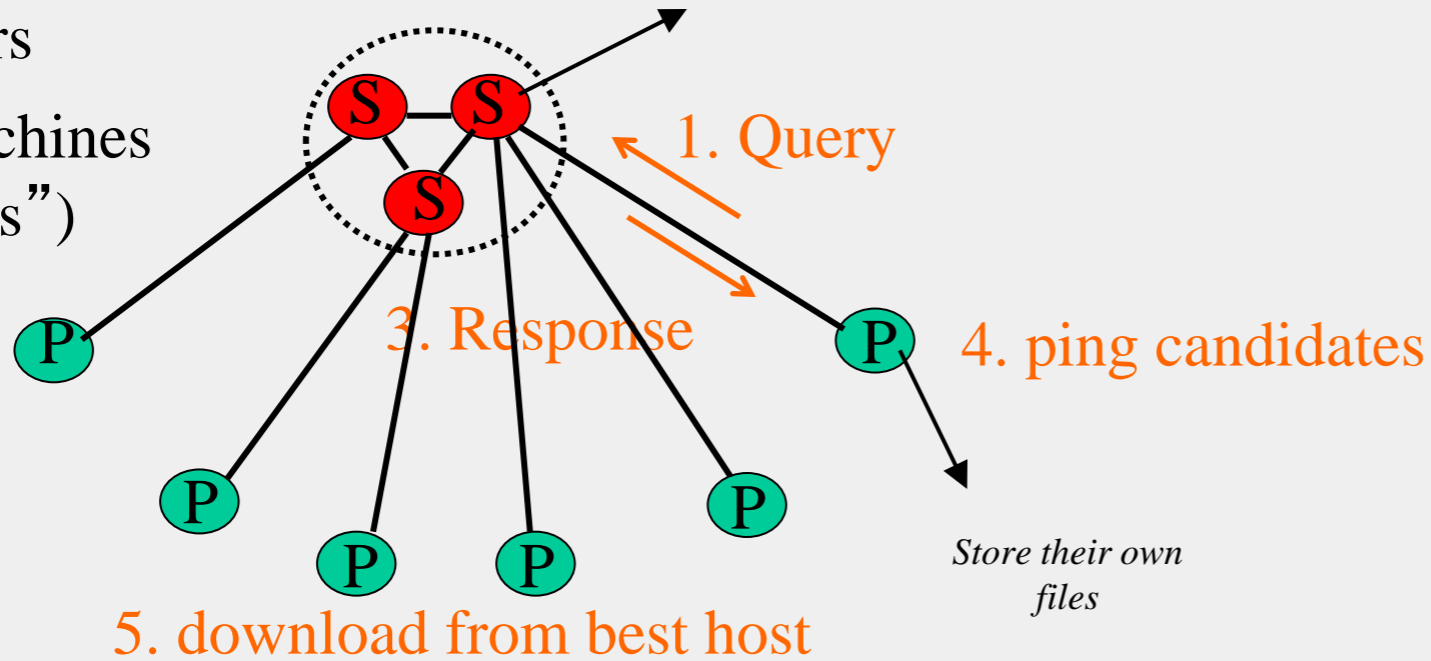 rs
S S
1. Query
chines
s”)
S
3. Response
P P 4. ping candidates
P P
P P
Store their own
files
5. download from best host